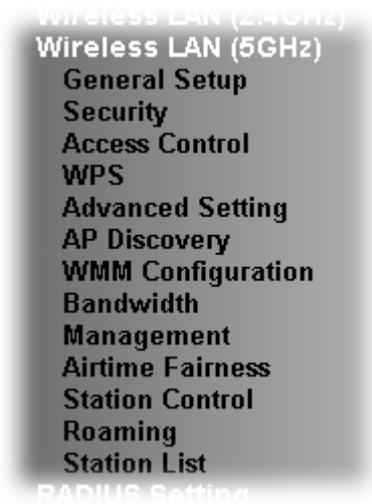 Wireless LAN (2.4GHz)
Wireless LAN (5GHz)
General Setup
Security
Access Control
WPS
Advanced Setting
AP Discovery
WMM Configuration
Bandwidth
Management
Airtime Fairness
Station Control
Roaming
Station List
RADIUS Setting